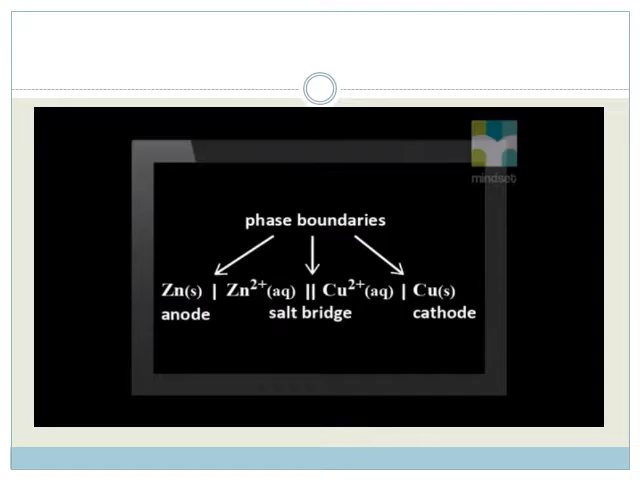 mindset
phase boundaries
Zn(s) | Zn²⁺(aq) || Cu²⁺(aq) | Cu(s)
anode salt bridge cathode